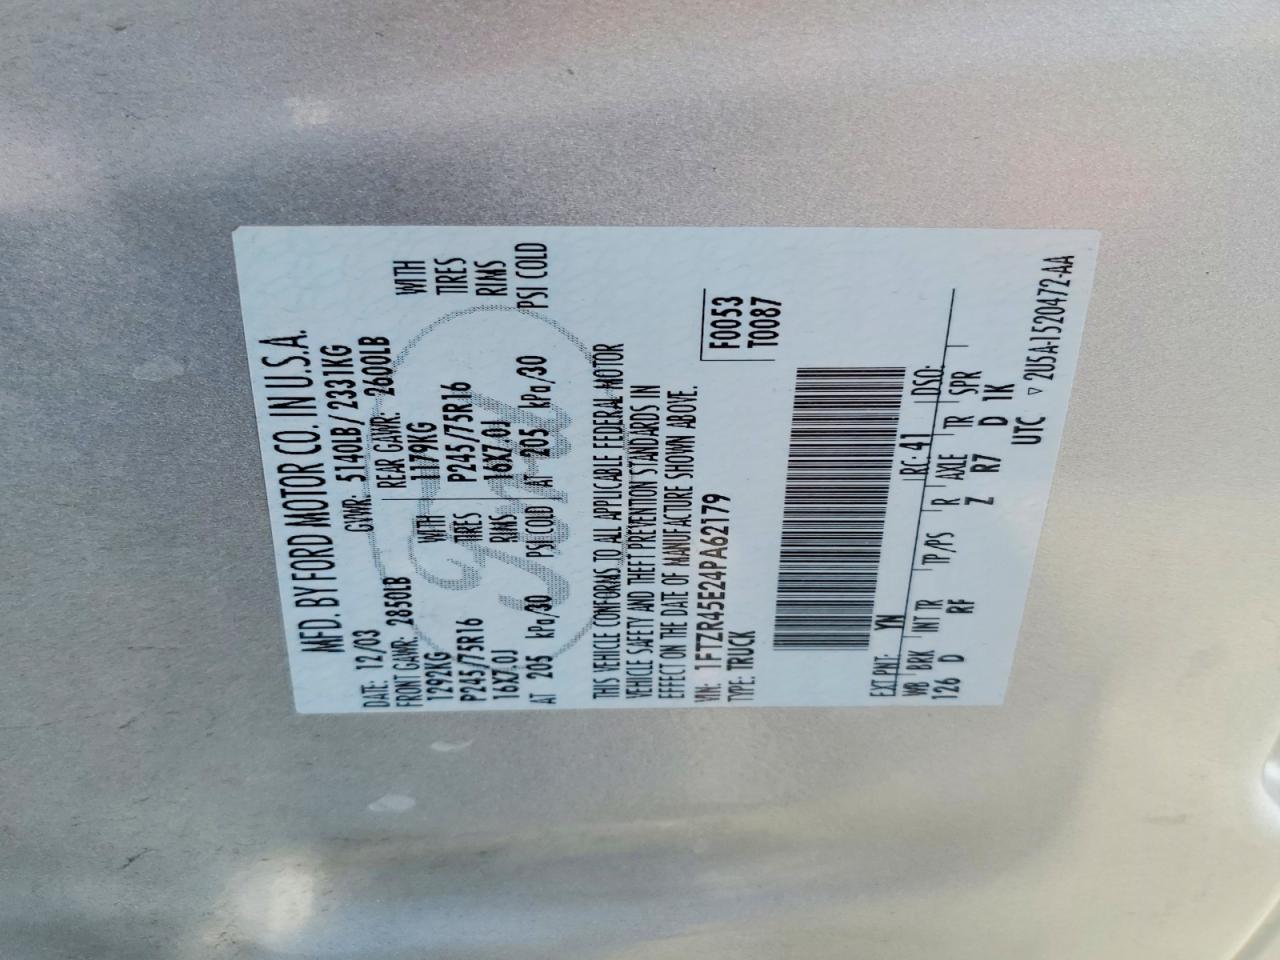 MFD. BY FORD MOTOR CO. IN U.S.A.
DATE: 12/03 GVWR: 5140LB / 2331KG
FRONT GAWR: 2850LB REAR GAWR: 2600LB
1292KG WITH 1179KG WITH
P245/75R16 TIRES P245/75R16 TIRES
16X7.0J RIMS 16X7.0J RIMS
AT 205 kPa/30 PSI COLD AT 205 kPa/30 PSI COLD
THIS VEHICLE CONFORMS TO ALL APPLICABLE FEDERAL MOTOR
VEHICLE SAFETY AND THEFT PREVENTION STANDARDS IN
EFFECT ON THE DATE OF MANUFACTURE SHOWN ABOVE.
VIN: 1FTZR45E24PA62179 F0053
TYPE: TRUCK T0087
EXT PNT: YN RC: 41 DSO:
WB BRK INT TR TP/PS R AXLE TR SPR
126 D RF Z R7 D 1K
UTC ▽ 2U5A-1520472-AA
Ford